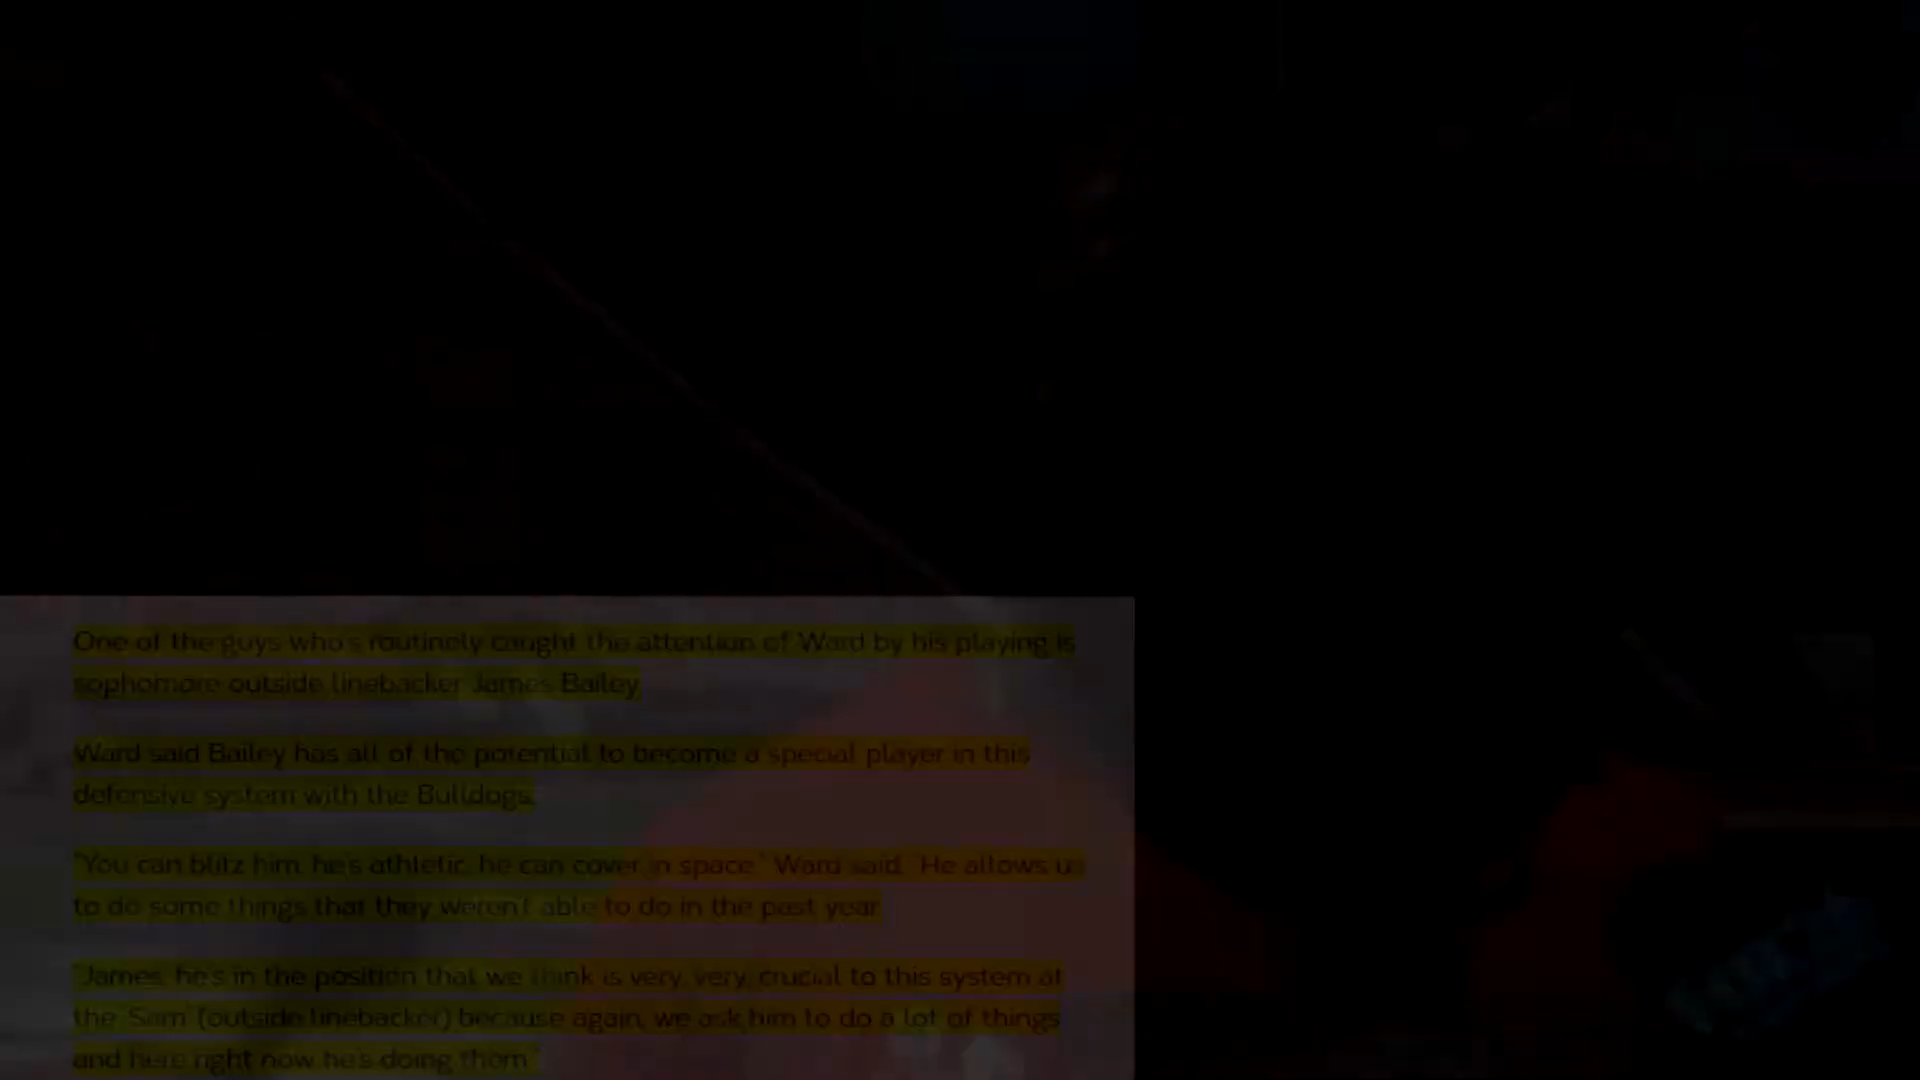 One of the guys who's routinely caught the attention of Ward by his playing is
sophomore outside linebacker James Bailey.
Ward said Bailey has all of the potential to become a special player in this
defensive system with the Bulldogs.
"You can blitz him, he's athletic, he can cover in space," Ward said. "He allows us
to do some things that they weren't able to do in the past year.
"James, he's in the position that we think is very, very, crucial to this system at
the 'Sam' (outside linebacker) because again, we ask him to do a lot of things
and here right now he's doing them."